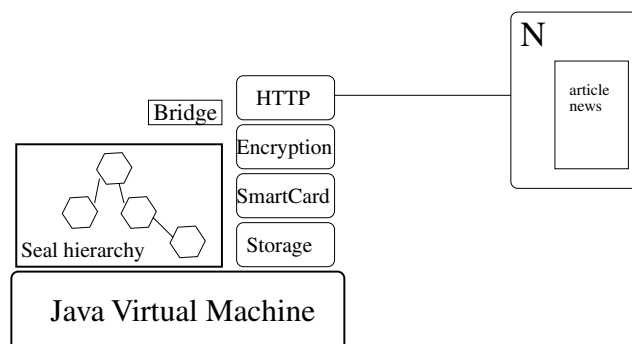 N
article
news
HTTP
Bridge
Encryption
SmartCard
Storage
Seal hierarchy
Java Virtual Machine